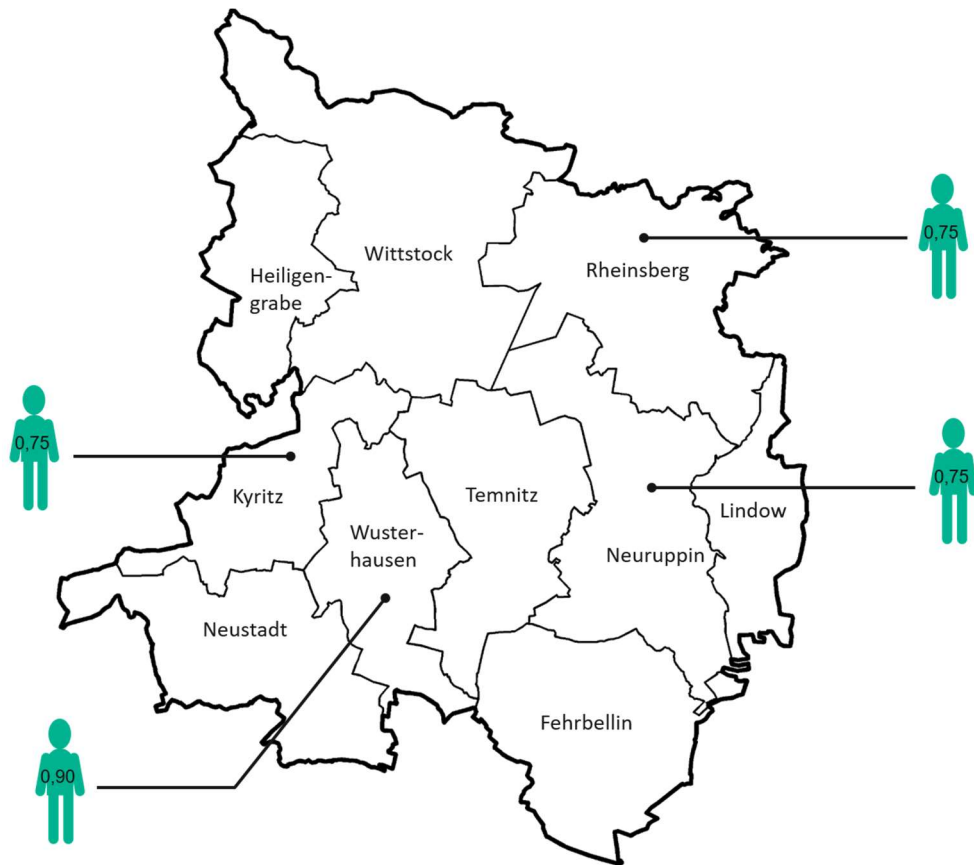 0,75
Wittstock
Rheinsberg
Heiligen-
grabe
0,75
0,75
Kyritz
Temnitz
Lindow
Wuster-
hausen
Neuruppin
Neustadt
Fehrbellin
0,90